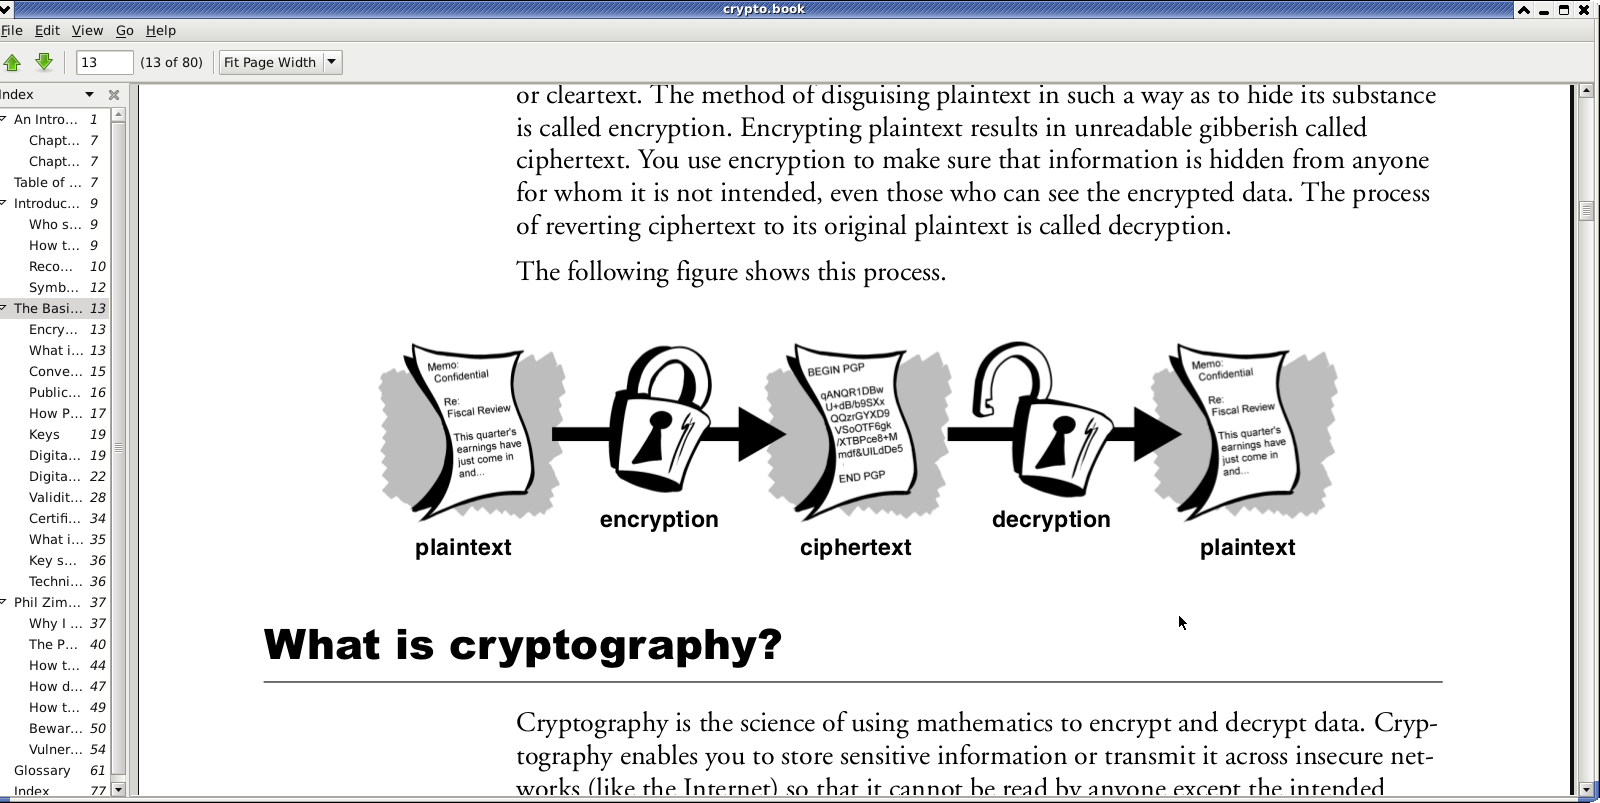 crypto.book
File Edit View Go Help
13 (13 of 80) Fit Page Width
Index
An Intro... 1
Chapt... 7
Chapt... 7
Table of ... 7
Introduc... 9
Who s... 9
How t... 9
Reco... 10
Symb... 12
The Basi... 13
Encry... 13
What i... 13
Conve... 15
Public... 16
How P... 17
Keys 19
Digita... 19
Digita... 22
Validit... 28
Certifi... 34
What i... 35
Key s... 36
Techni... 36
Phil Zim... 37
Why I ... 37
The P... 40
How t... 44
How d... 47
How t... 49
Bewar... 50
Vulner... 54
Glossary 61
Index 77
or cleartext. The method of disguising plaintext in such a way as to hide its substance
is called encryption. Encrypting plaintext results in unreadable gibberish called
ciphertext. You use encryption to make sure that information is hidden from anyone
for whom it is not intended, even those who can see the encrypted data. The process
of reverting ciphertext to its original plaintext is called decryption.
The following figure shows this process.
Memo:
Confidential
Re:
Fiscal Review
This quarter's
earnings have
just come in
and...
plaintext
encryption
BEGIN PGP
qANQR1DBw
U+dB/b9SXx
QQzrGYXD9
VSoOTF6gk
/XTBPce8+M
mdf&UILdDe5
END PGP
ciphertext
decryption
Memo:
Confidential
Re:
Fiscal Review
This quarter's
earnings have
just come in
and...
plaintext
What is cryptography?
Cryptography is the science of using mathematics to encrypt and decrypt data. Cryp-
tography enables you to store sensitive information or transmit it across insecure net-
works (like the Internet) so that it cannot be read by anyone except the intended